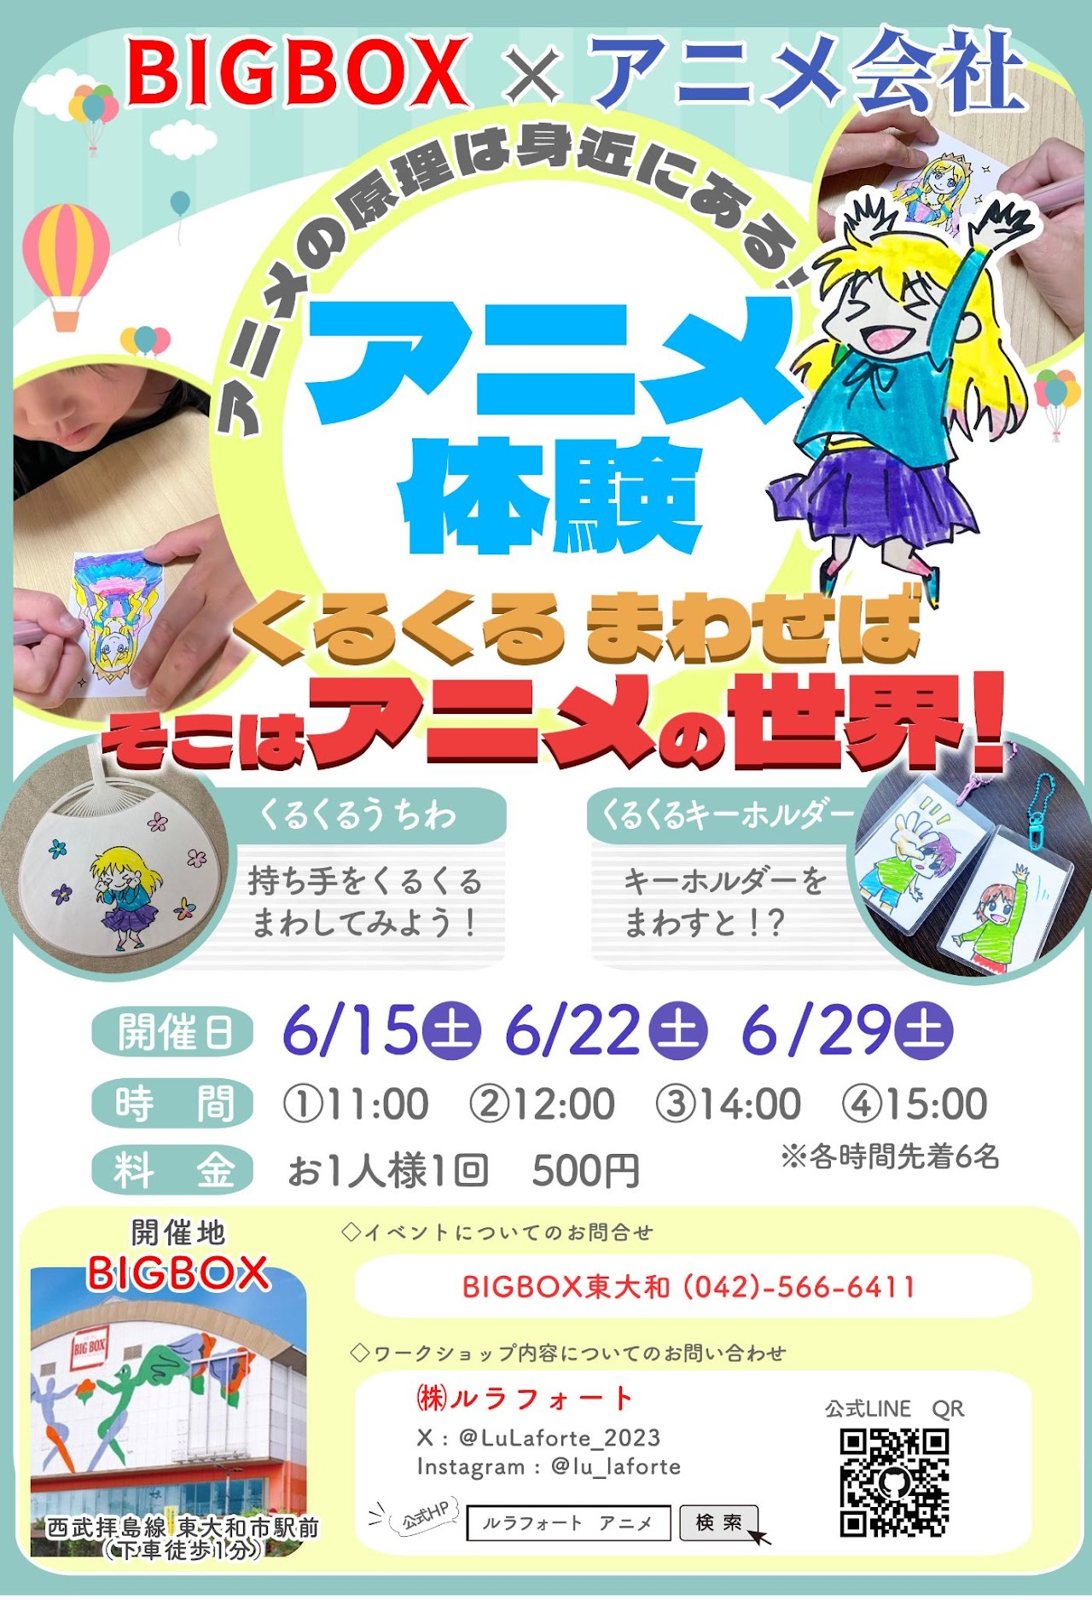 BIGBOX × アニメ会社
アニメの原理は身近にある!
アニメ
体験
くるくる まわせば
そこはアニメの世界!
くるくるうちわ
持ち手をくるくる
まわしてみよう!
くるくるキーホルダー
キーホルダーを
まわすと!?
開催日 6/15土 6/22土 6/29土
時 間 ①11:00 ②12:00 ③14:00 ④15:00
料 金 お1人様1回 500円 ※各時間先着6名
開催地
BIGBOX
BIG BOX
西武拝島線 東大和市駅前
(下車徒歩1分)
◇イベントについてのお問合せ
BIGBOX東大和 (042)-566-6411
◇ワークショップ内容についてのお問い合わせ
㈱ルラフォート
X : @LuLaforte_2023
Instagram : @lu_laforte
公式HP ルラフォート アニメ 検 索
公式LINE QR